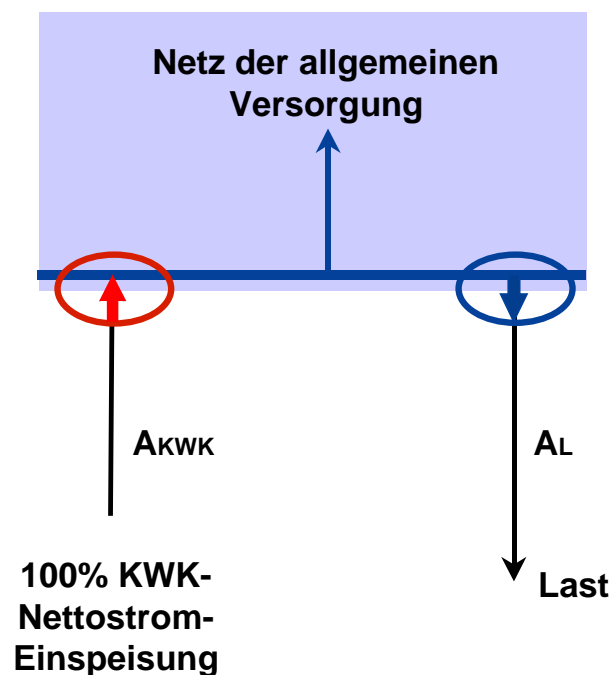 Netz der allgemeinen
Versorgung
AKWK
AL
100% KWK-
Nettostrom-
Einspeisung
Last